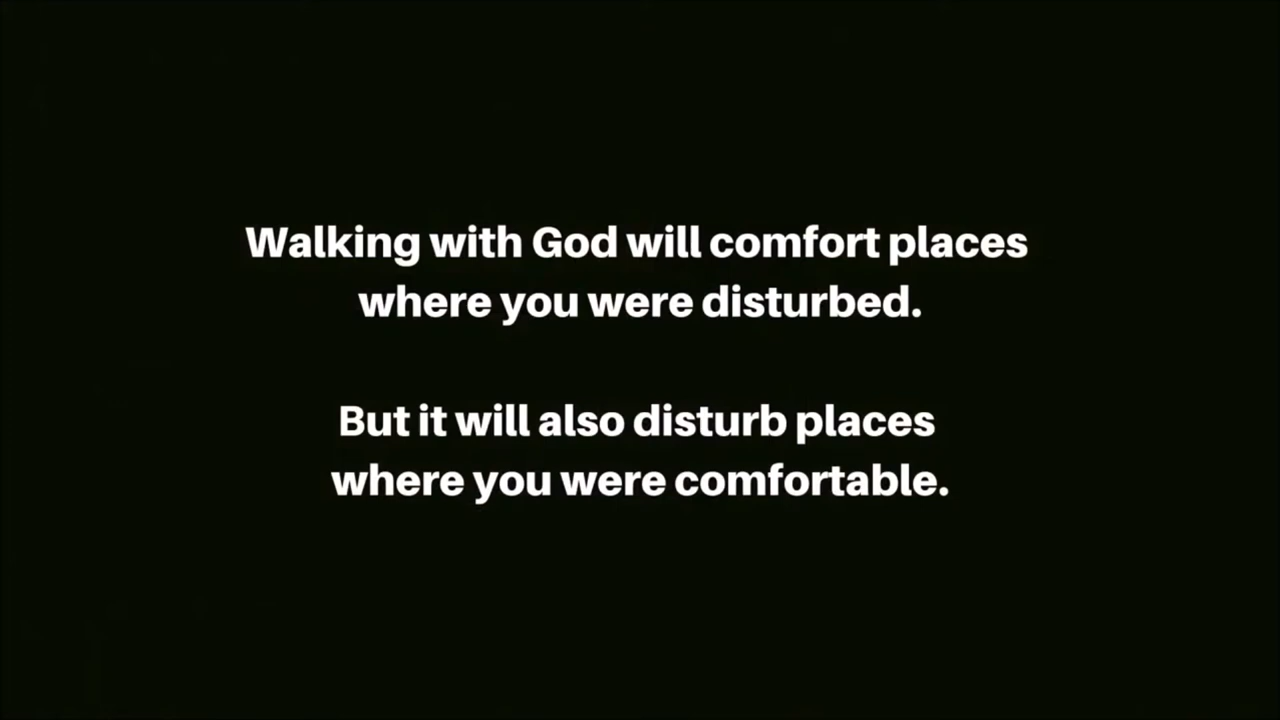 Walking with God will comfort places
where you were disturbed.
But it will also disturb places
where you were comfortable.